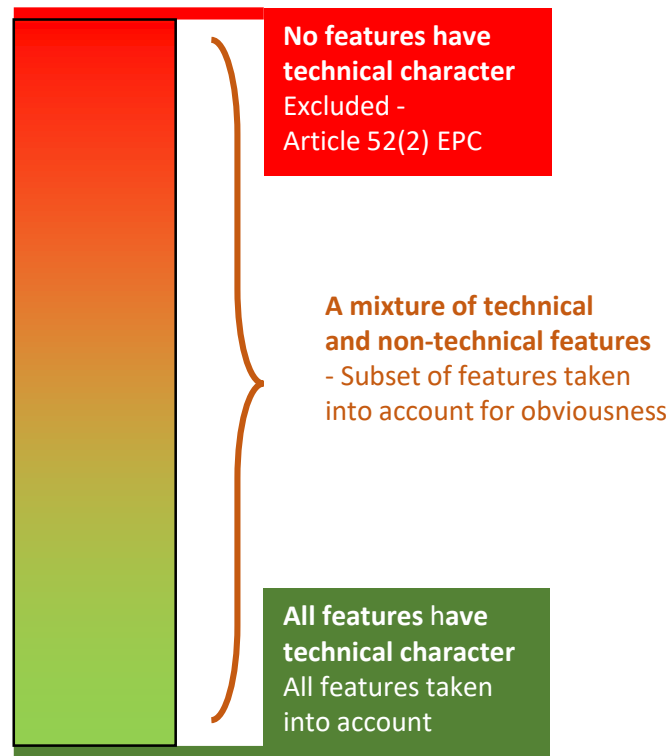 No features have
technical character
Excluded -
Article 52(2) EPC
A mixture of technical
and non-technical features
- Subset of features taken
into account for obviousness
All features have
technical character
All features taken
into account